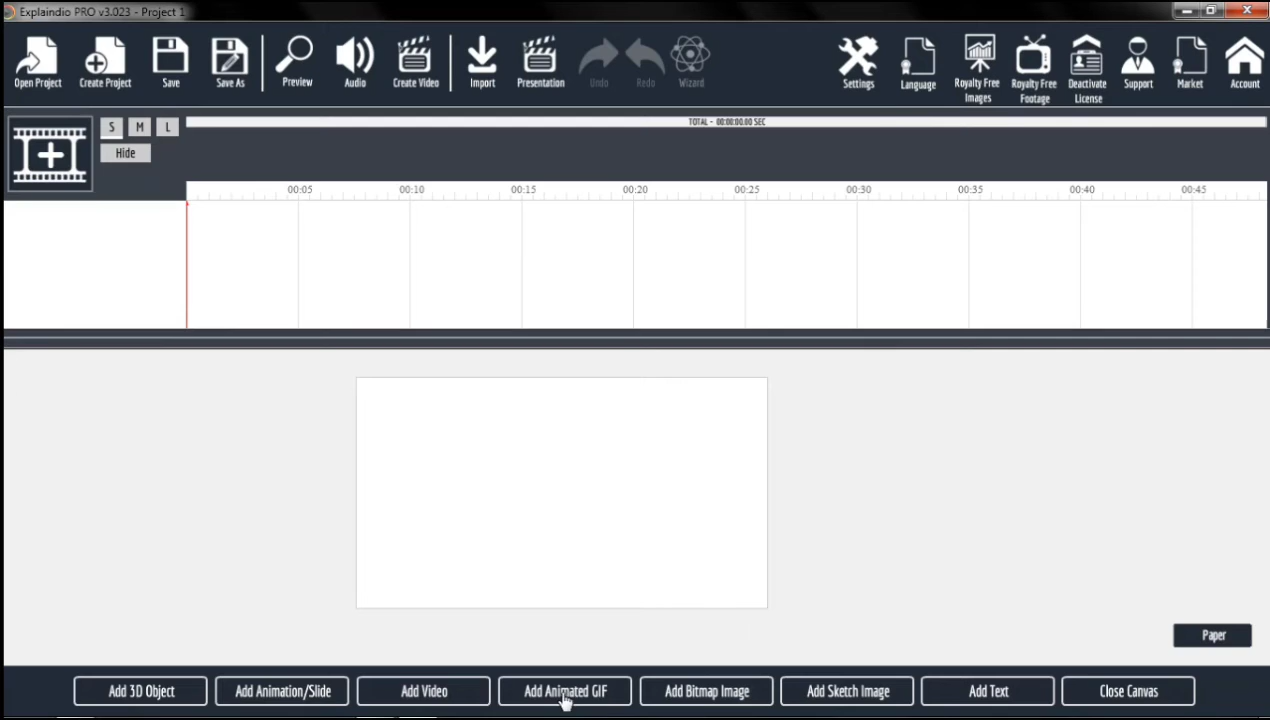 Explaindio PRO v3.023 - Project 1
Open Project
Create Project
Save
Save As
Preview
Audio
Create Video
Import
Presentation
Undo
Redo
Wizard
Settings
Language
Royalty Free
Images
Royalty Free
Footage
Deactivate
License
Support
Market
Account
S M L
Hide
TOTAL - 00:00:00.00 SEC
00:05 00:10 00:15 00:20 00:25 00:30 00:35 00:40 00:45
Paper
Add 3D Object
Add Animation/Slide
Add Video
Add Animated GIF
Add Bitmap Image
Add Sketch Image
Add Text
Close Canvas